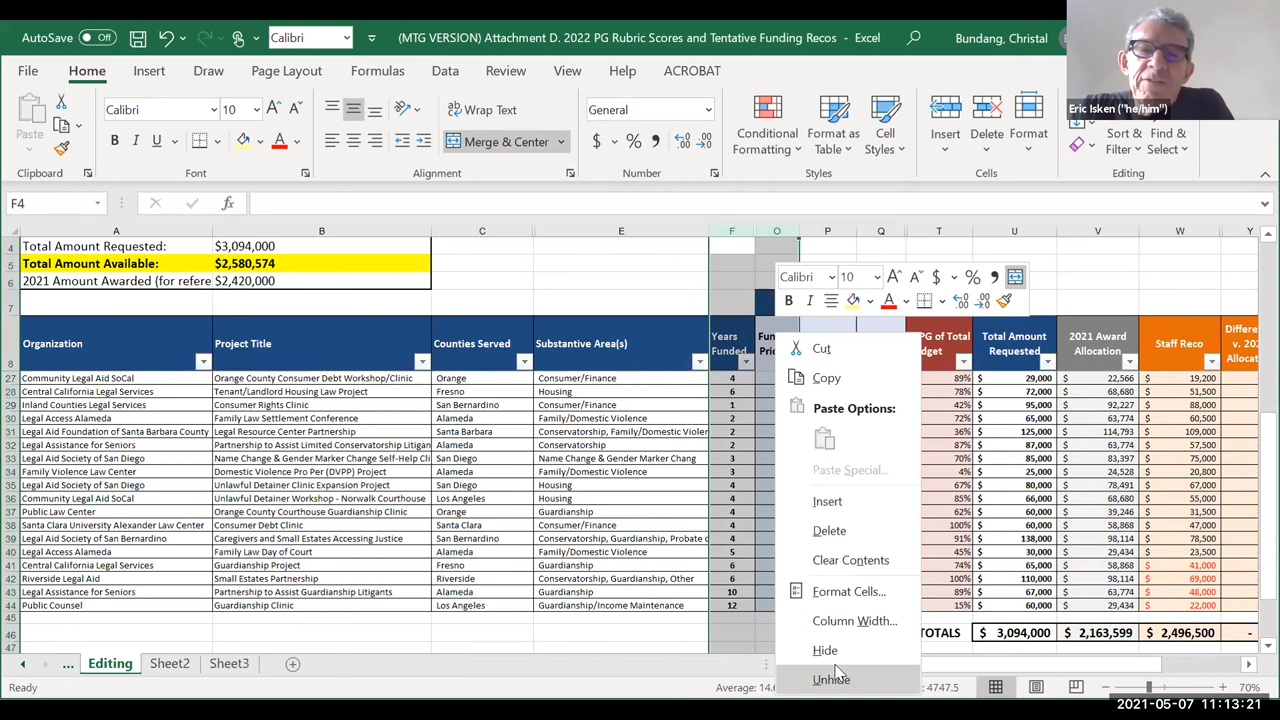 AutoSave Off Calibri (MTG VERSION) Attachment D. 2022 PG Rubric Scores and Tentative Funding Recos - Excel Bundang, Christal
File Home Insert Draw Page Layout Formulas Data Review View Help ACROBAT
Eric Isken ("he/him")
Paste Calibri 10 Wrap Text General Conditional Formatting Format as Table Cell Styles Insert Delete Format Sort & Filter Find & Select
B I U A Merge & Center $ % ,
Clipboard Font Alignment Number Styles Cells Editing
F4 fx
A B C E F O P Q T U V W Y
4 Total Amount Requested: $3,094,000
5 Total Amount Available: $2,580,574
6 2021 Amount Awarded (for refere $2,420,000
7
8 Organization Project Title Counties Served Substantive Area(s) Years Funded Total Amount Requested 2021 Award Allocation Staff Reco
27 Community Legal Aid SoCal Orange County Consumer Debt Workshop/Clinic Orange Consumer/Finance 4 89% $ 29,000 22,566 $ 19,200
28 Central California Legal Services Tenant/Landlord Housing Law Project Fresno Housing 6 78% $ 72,000 68,680 $ 51,500
29 Inland Counties Legal Services Consumer Rights Clinic San Bernardino Consumer/Finance 1 42% $ 95,000 92,227 $ 88,000
30 Legal Access Alameda Family Law Settlement Conference Alameda Family/Domestic Violence 2 72% $ 65,000 63,774 $ 60,500
31 Legal Aid Foundation of Santa Barbara County Legal Resource Center Partnership Santa Barbara Conservatorship, Family/Domestic Violer 2 36% $ 125,000 114,793 $ 109,000
32 Legal Assistance for Seniors Partnership to Assist Limited Conservatorship Litigan Alameda Conservatorship 2 87% $ 87,000 63,774 $ 57,500
33 Legal Aid Society of San Diego Name Change & Gender Marker Change Self-Help Cli San Diego Name Change & Gender Marker Chang 3 70% $ 85,000 83,397 $ 75,000
34 Family Violence Law Center Domestic Violence Pro Per (DVPP) Project Alameda Family/Domestic Violence 3 4% $ 25,000 24,528 $ 20,800
35 Legal Aid Society of San Diego Unlawful Detainer Clinic Expansion Project San Diego Housing 4 67% $ 80,000 78,491 $ 67,000
36 Community Legal Aid SoCal Unlawful Detainer Workshop - Norwalk Courthouse Los Angeles Housing 4 85% $ 66,000 68,680 $ 55,000
37 Public Law Center Orange County Courthouse Guardianship Clinic Orange Guardianship 4 62% $ 60,000 39,246 $ 31,500
38 Santa Clara University Alexander Law Center Consumer Debt Clinic Santa Clara Consumer/Finance 4 100% $ 60,000 58,868 $ 47,000
39 Legal Aid Society of San Bernardino Caregivers and Small Estates Accessing Justice San Bernardino Conservatorship, Guardianship, Probate o 4 91% $ 138,000 98,114 $ 78,500
40 Legal Access Alameda Family Law Day of Court Alameda Family/Domestic Violence 5 45% $ 30,000 29,434 $ 23,500
41 Central California Legal Services Guardianship Project Fresno Guardianship 6 74% $ 65,000 58,868 $ 41,000
42 Riverside Legal Aid Small Estates Partnership Riverside Conservatorship, Guardianship, Other 6 100% $ 110,000 98,114 $ 69,000
43 Legal Assistance for Seniors Partnership to Assist Guardianship Litigants Alameda Guardianship 10 89% $ 67,000 63,774 $ 48,000
44 Public Counsel Guardianship Clinic Los Angeles Guardianship/Income Maintenance 12 15% $ 60,000 29,434 $ 22,000
45
46 TOTALS $ 3,094,000 $ 2,163,599 $ 2,496,500 -
47
Calibri 10 A A $ % ,
B I A
Cut
Copy
Paste Options:
Paste Special...
Insert
Delete
Clear Contents
Format Cells...
Column Width...
Hide
Unhide
... Editing Sheet2 Sheet3
Ready 4747.5 70%
2021-05-07 11:13:21